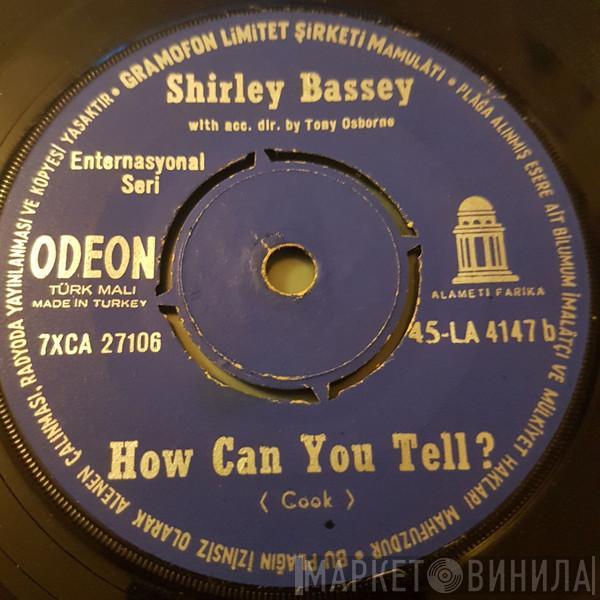 GRAMOFON LİMİTET ŞİRKETİ MAMULATI • PLAĞA ALINMIŞ ESERE AİT BİLUMUM İMALÂTÇI VE MÜLKİYET HAKLARI MAHFUZDUR • BU PLAĞIN İZİNSİZ OLARAK ALENEN ÇALINMASI, RADYODA YAYINLANMASI VE KOPYESİ YASAKTIR •
Shirley Bassey
with acc. dir. by Tony Osborne
Enternasyonal
Seri
ODEON
TÜRK MALI
MADE IN TURKEY
ALAMETİ FARİKA
7XCA 27106
45-LA 4147 b
How Can You Tell?
( Cook )
МАРКЕТ ВИНИЛА